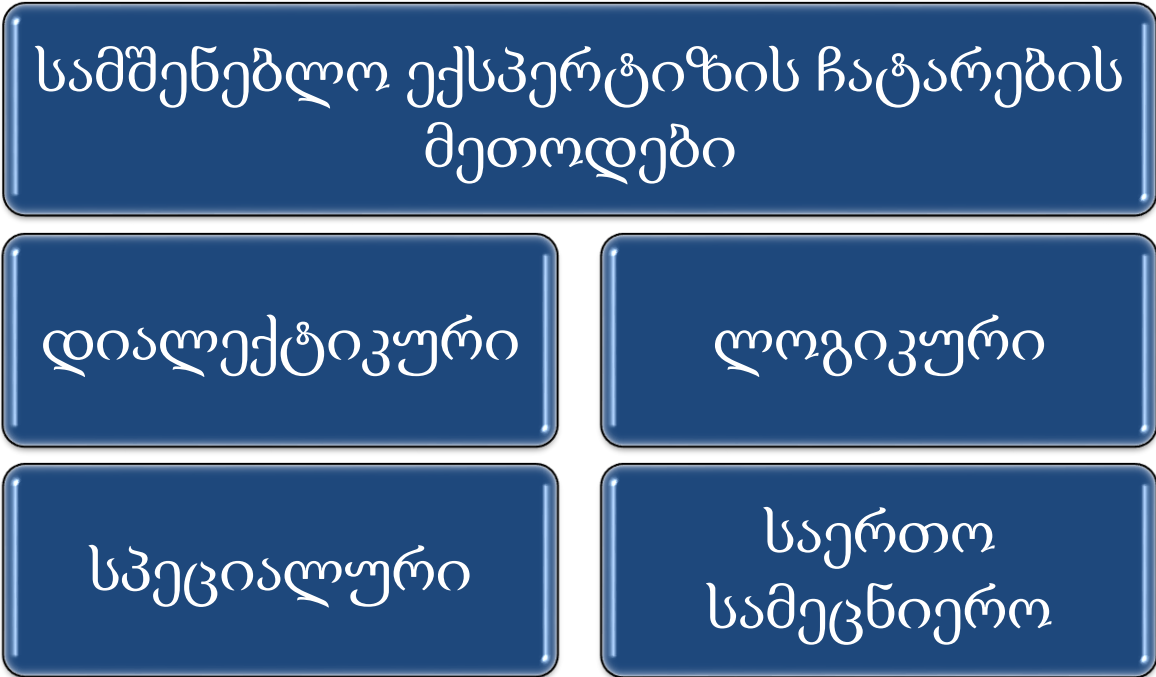 სამშენებლო ექსპერტიზის ჩატარების
მეთოდები
დიალექტიკური
ლოგიკური
სპეციალური
საერთო
სამეცნიერო